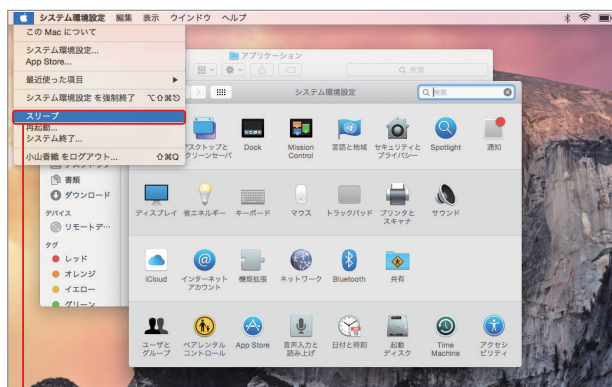 システム環境設定 編集 表示 ウインドウ ヘルプ
この Mac について
システム環境設定...
App Store...
最近使った項目
システム環境設定 を強制終了
スリープ
再起動...
システム終了...
小山香織 をログアウト... ⇧⌘Q
アプリケーション
検索
システム環境設定
検索
書類
ダウンロード
デバイス
リモートデ…
タグ
レッド
オレンジ
イエロー
グリーン
デスクトップと
スクリーンセーバ
Dock
Mission
Control
言語と地域
セキュリティと
プライバシー
Spotlight
通知
ディスプレイ
省エネルギー
キーボード
マウス
トラックパッド
プリンタと
スキャナ
サウンド
iCloud
インターネット
アカウント
機能拡張
ネットワーク
Bluetooth
共有
ユーザと
グループ
ペアレンタル
コントロール
App Store
音声入力と
読み上げ
日付と時刻
起動
ディスク
Time
Machine
アクセシ
ビリティ